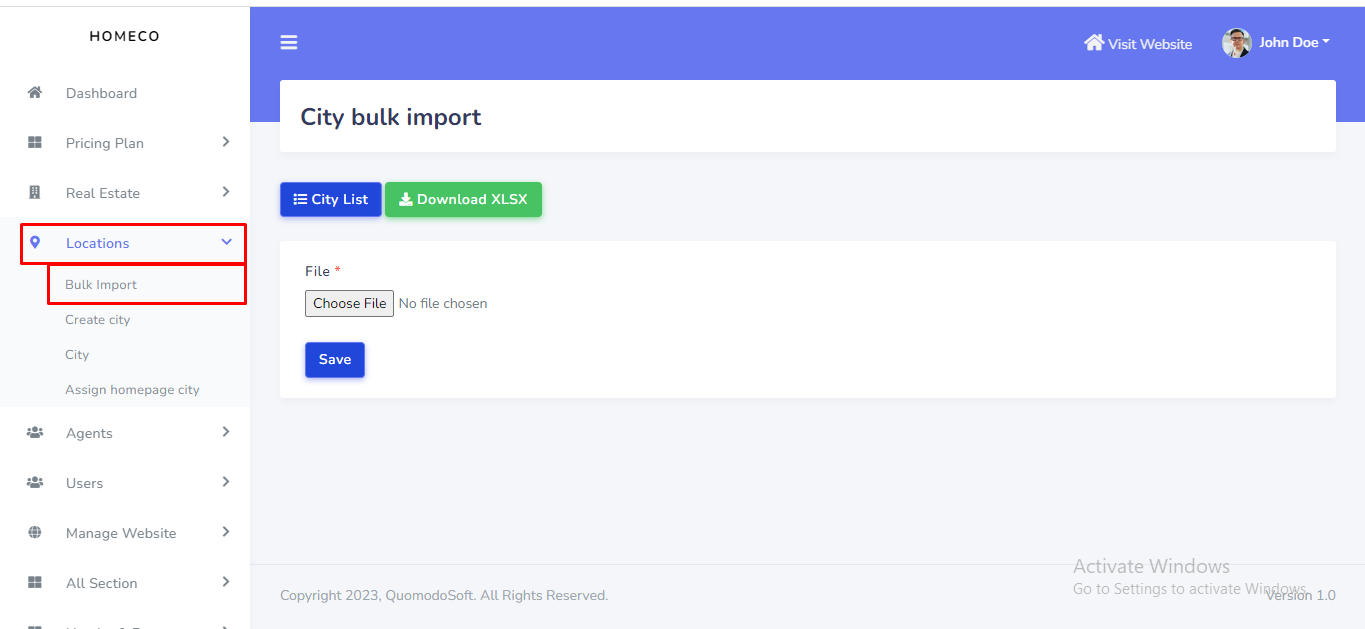 HOMECO
Dashboard
Pricing Plan
Real Estate
Locations
Bulk Import
Create city
City
Assign homepage city
Agents
Users
Manage Website
All Section
Visit Website
John Doe
City bulk import
City List
Download XLSX
File *
Choose File No file chosen
Save
Activate Windows
Go to Settings to activate Windows.
Copyright 2023, QuomodoSoft. All Rights Reserved.
Version 1.0